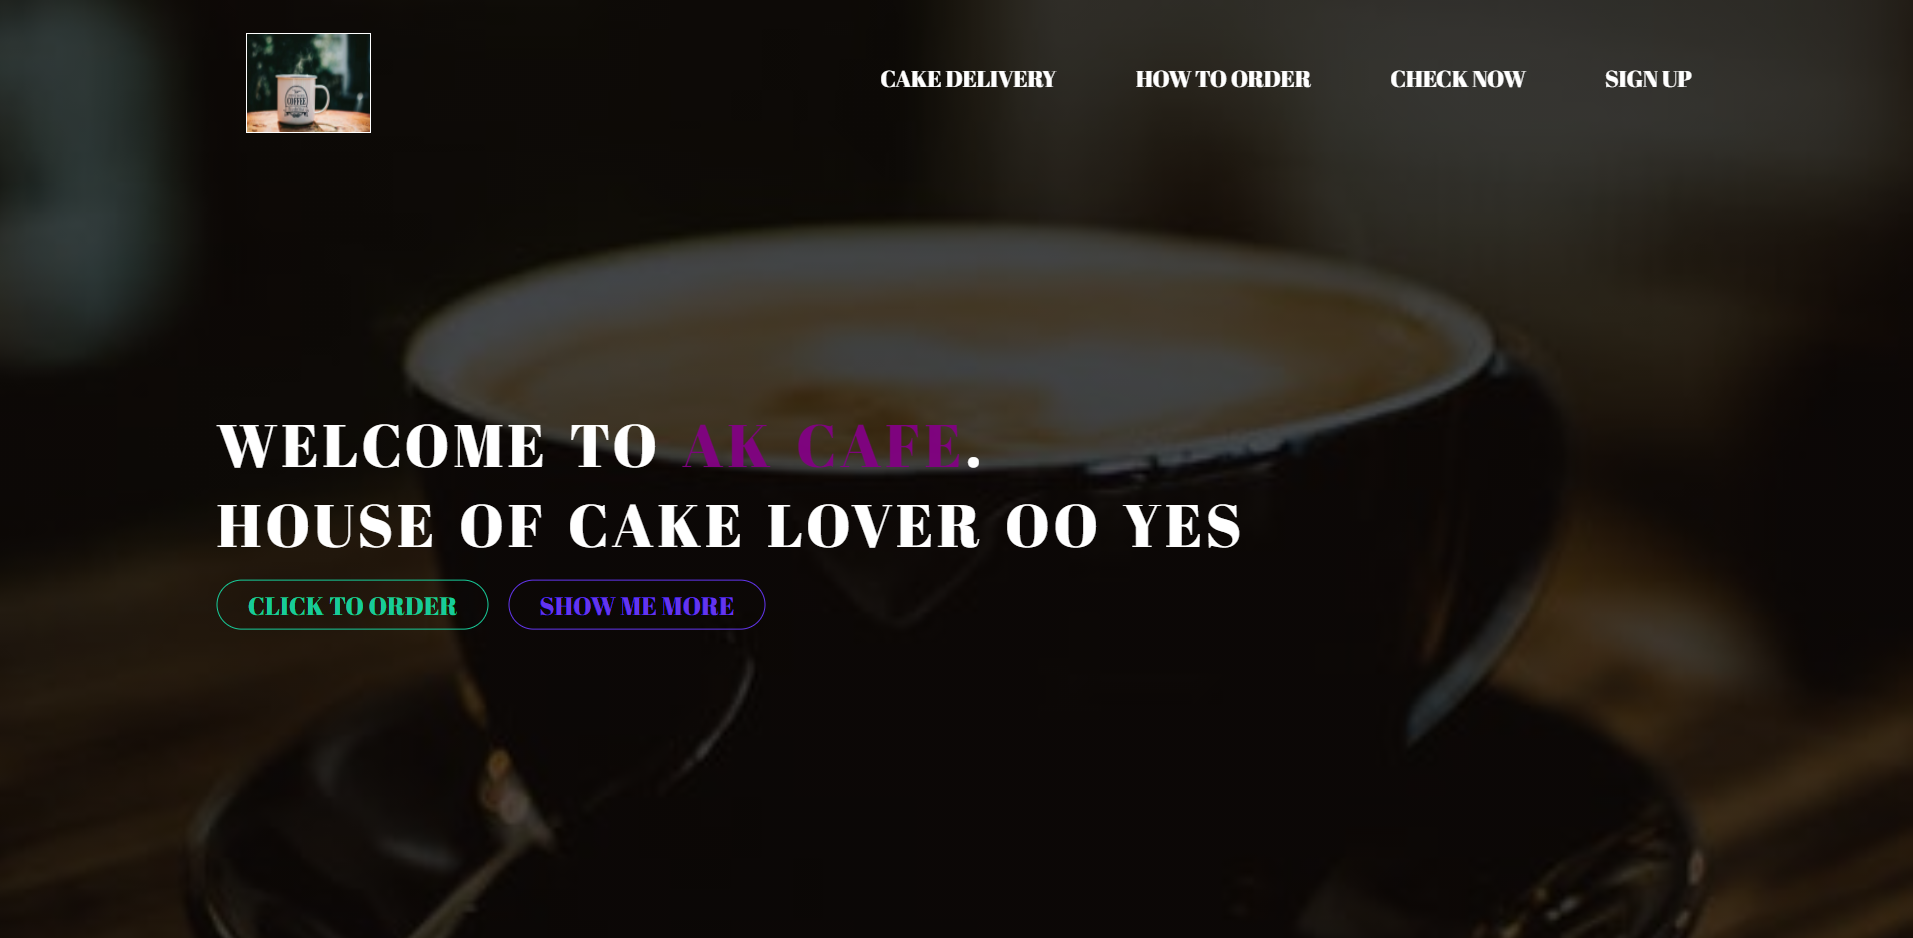 COFFEE
CAKE DELIVERY
HOW TO ORDER
CHECK NOW
SIGN UP
WELCOME TO AK CAFE.
HOUSE OF CAKE LOVER OO YES
CLICK TO ORDER
SHOW ME MORE